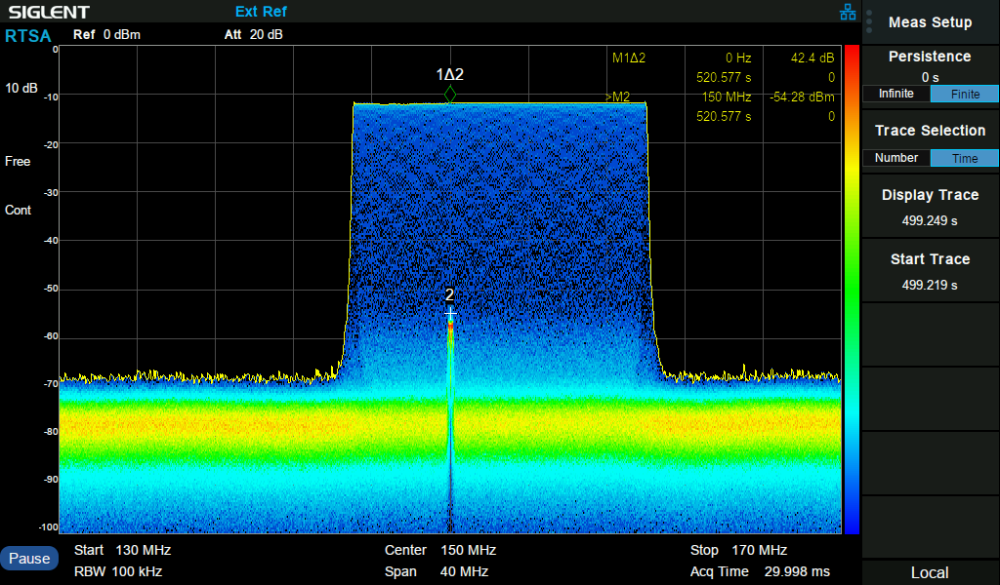 SIGLENT Ext Ref
RTSA Ref 0 dBm Att 20 dB
10 dB
Free
Cont
0
-10
-20
-30
-40
-50
-60
-70
-80
-90
-100
1Δ2
2
M1Δ2 0 Hz 42.4 dB
520.577 s 0
>M2 150 MHz -54.28 dBm
520.577 s 0
Start 130 MHz Center 150 MHz Stop 170 MHz
RBW 100 kHz Span 40 MHz Acq Time 29.998 ms
Pause
Meas Setup
Persistence
0 s
Infinite Finite
Trace Selection
Number Time
Display Trace
499.249 s
Start Trace
499.219 s
Local